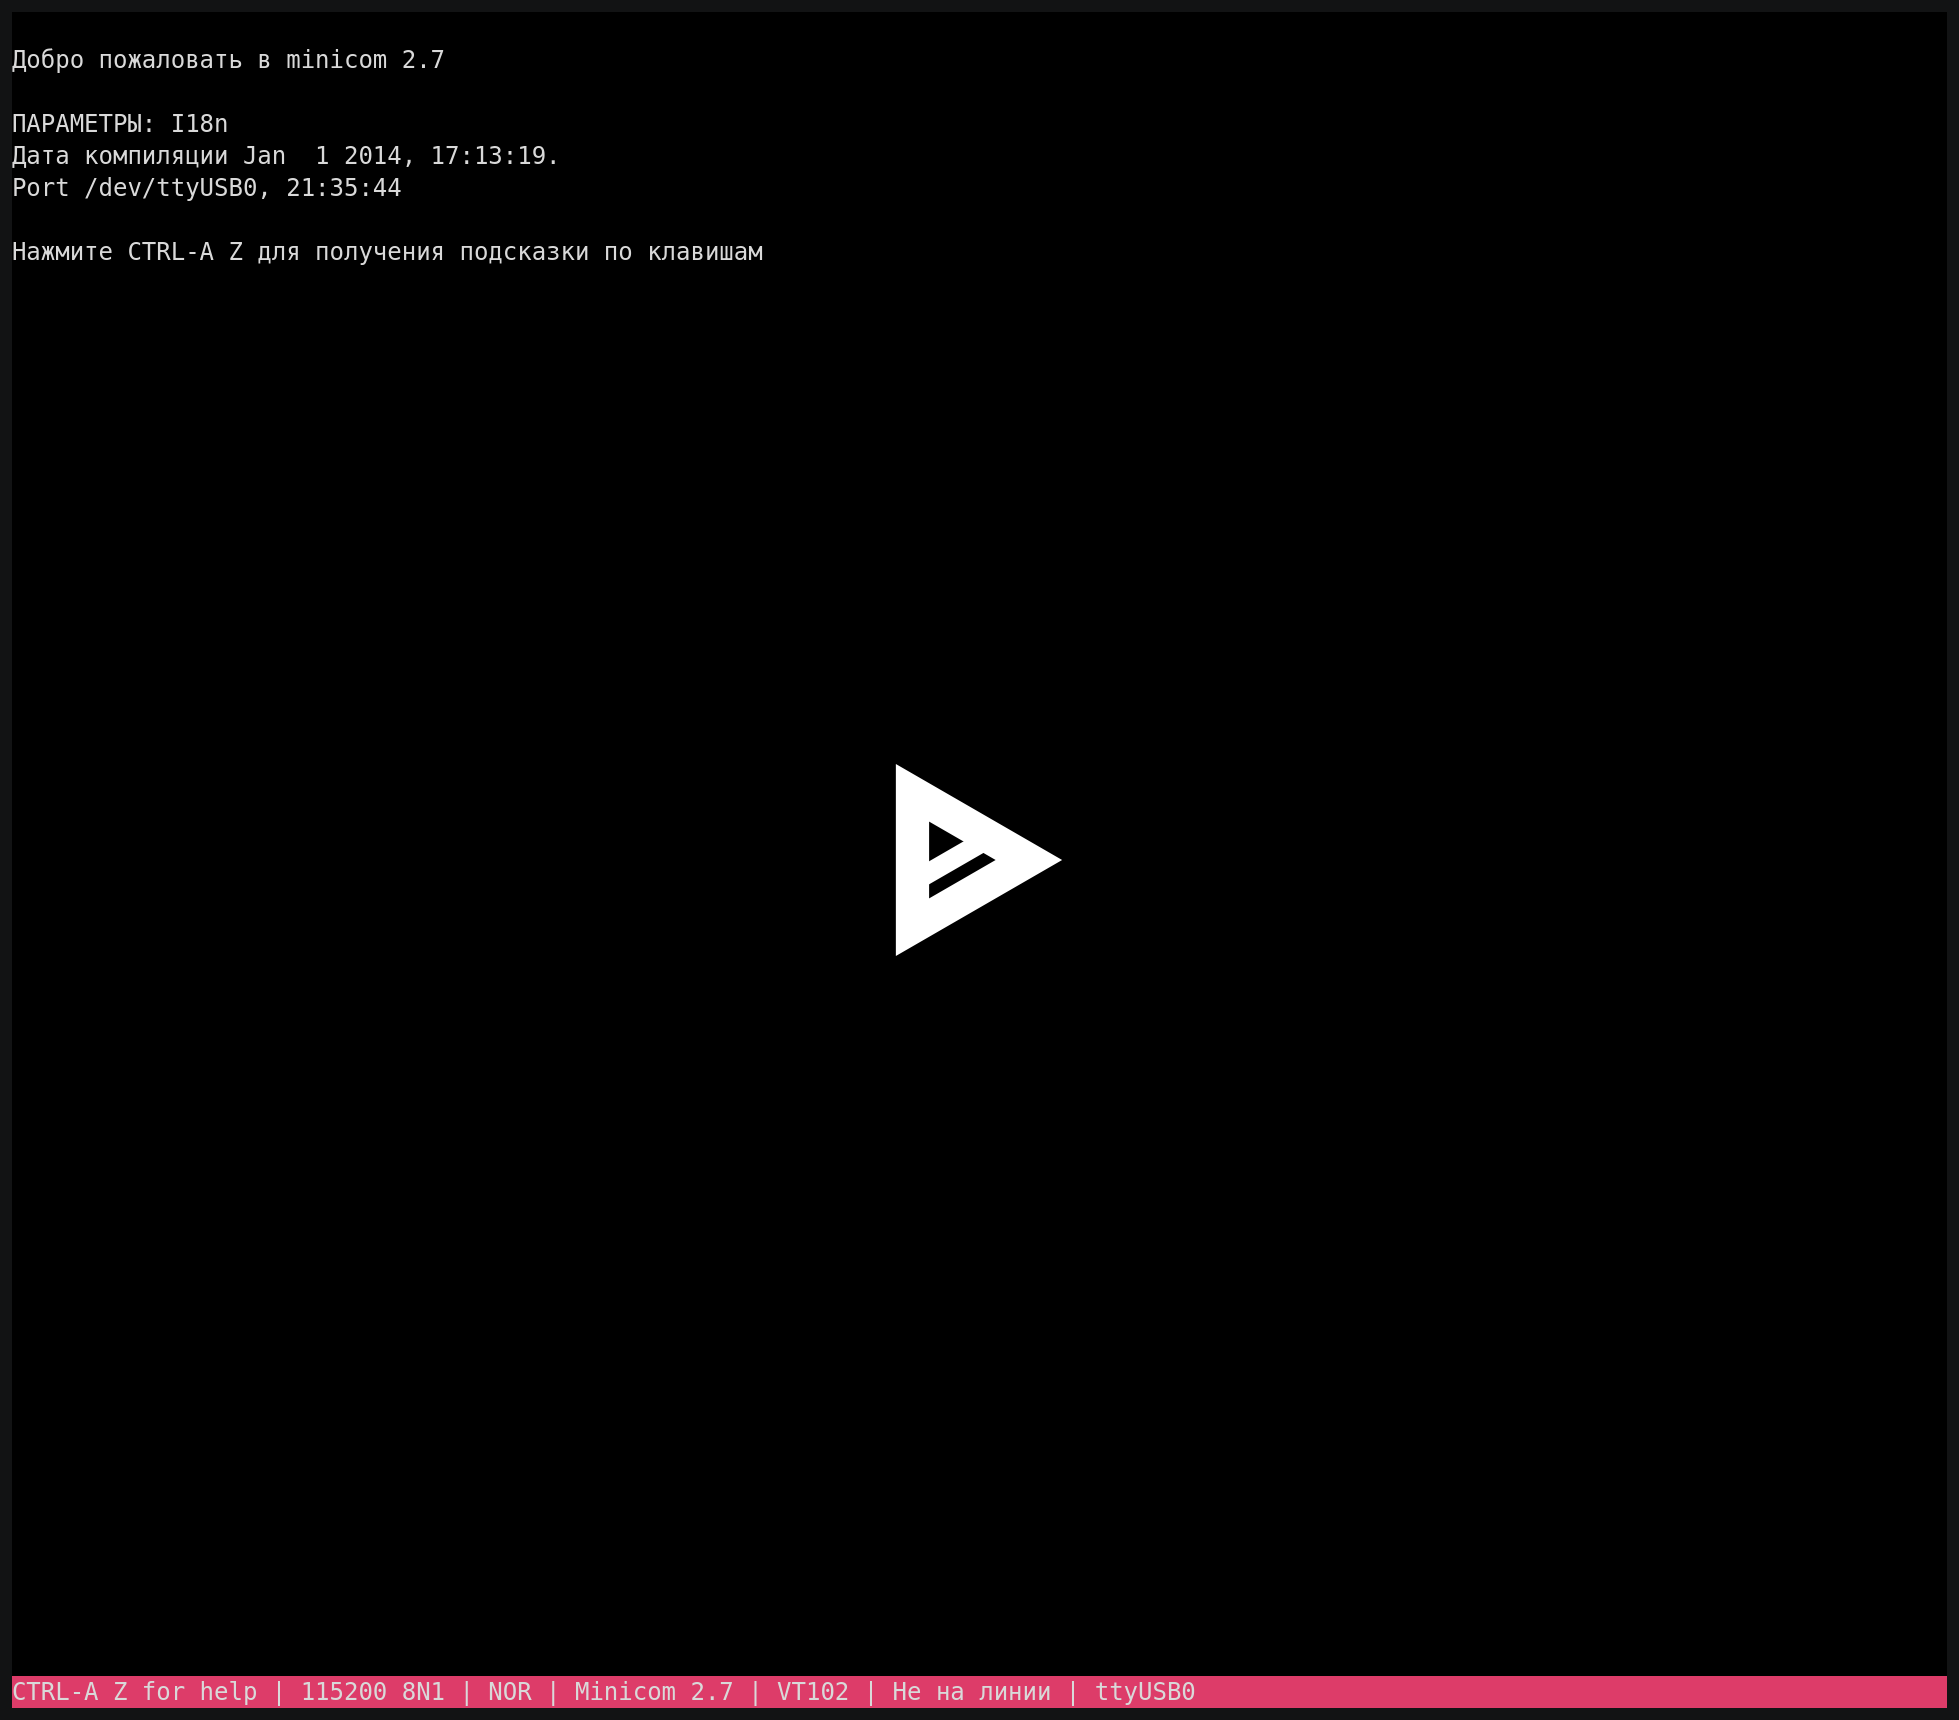 Добро пожаловать в minicom 2.7
ПАРАМЕТРЫ: I18n
Дата компиляции Jan  1 2014, 17:13:19.
Port /dev/ttyUSB0, 21:35:44
Нажмите CTRL-A Z для получения подсказки по клавишам
CTRL-A Z for help | 115200 8N1 | NOR | Minicom 2.7 | VT102 | Не на линии | ttyUSB0